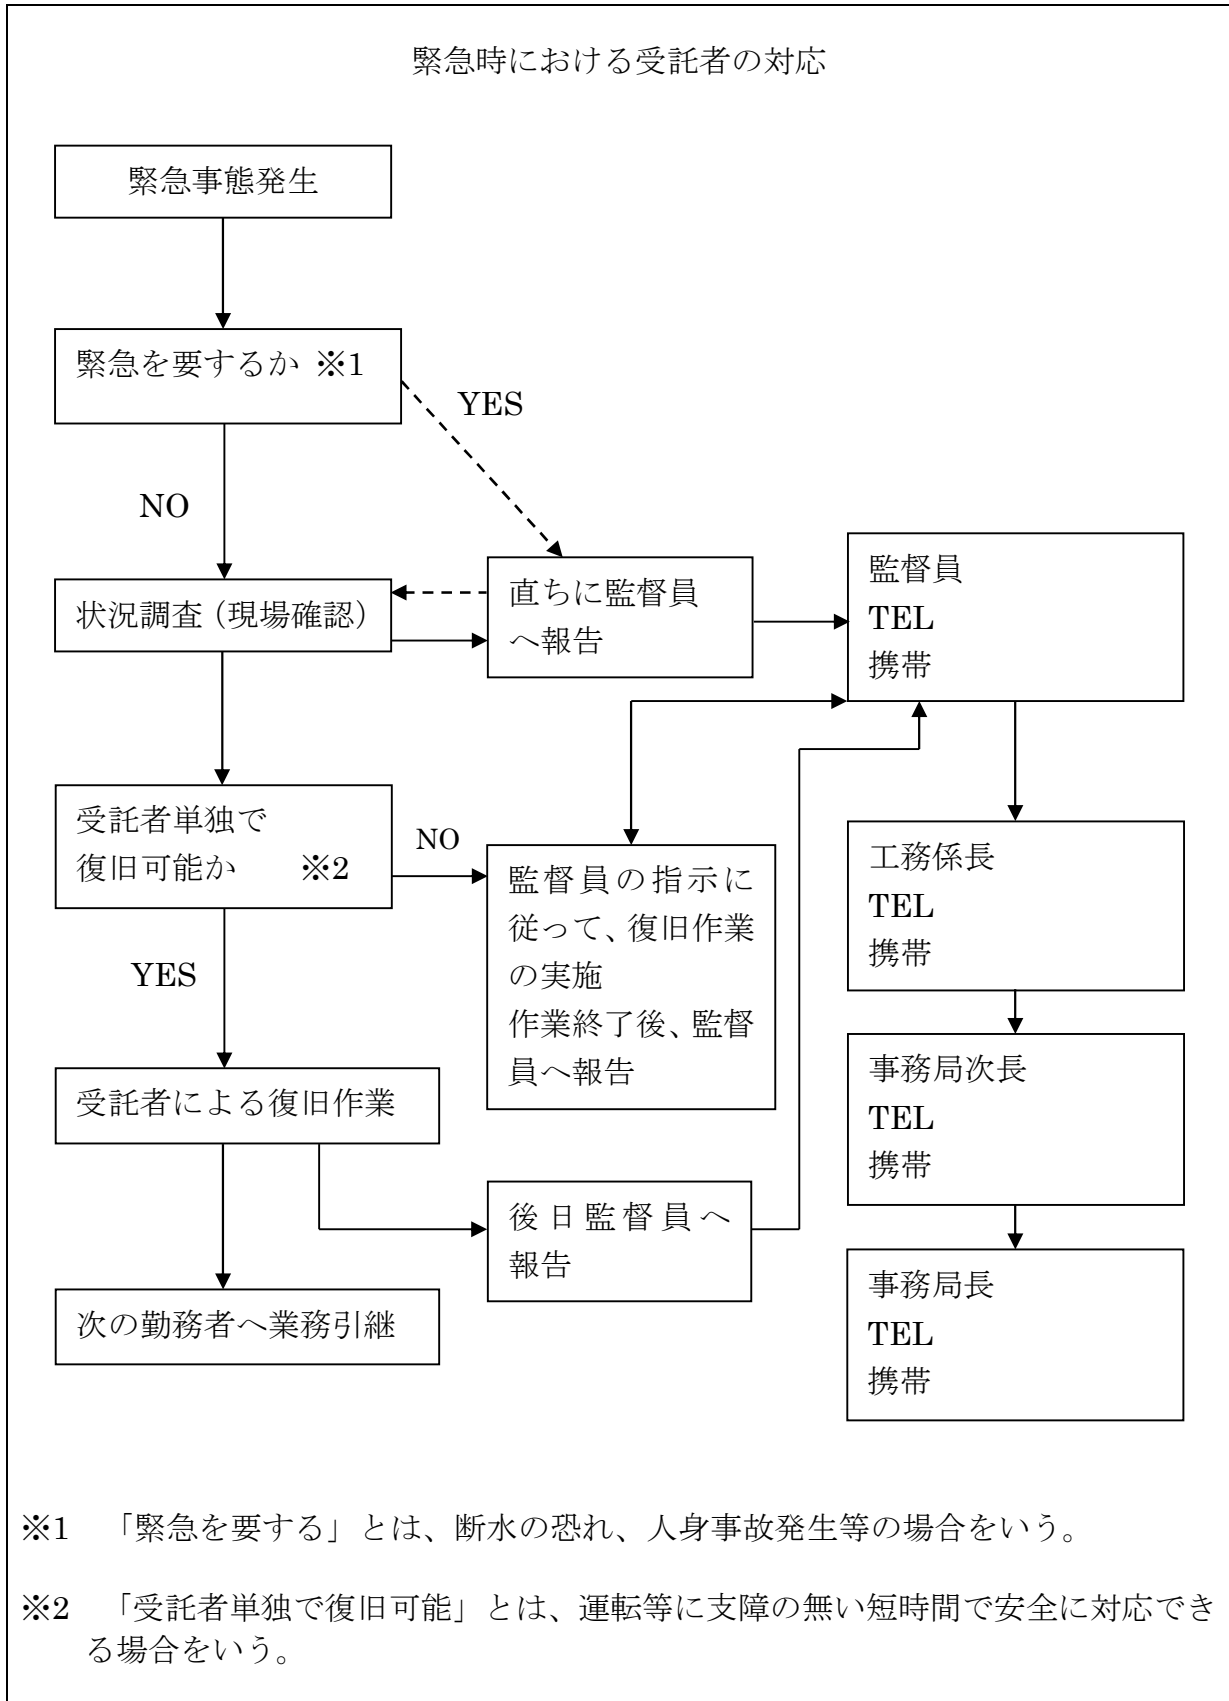 緊急時における受託者の対応
緊急事態発生
緊急を要するか ※1
YES
NO
状況調査（現場確認）
直ちに監督員
へ報告
監督員
TEL
携帯
受託者単独で
復旧可能か ※2
NO
YES
監督員の指示に
従って、復旧作業
の実施
作業終了後、監督
員へ報告
工務係長
TEL
携帯
受託者による復旧作業
事務局次長
TEL
携帯
後日監督員へ
報告
次の勤務者へ業務引継
事務局長
TEL
携帯
※1 「緊急を要する」とは、断水の恐れ、人身事故発生等の場合をいう。
※2 「受託者単独で復旧可能」とは、運転等に支障の無い短時間で安全に対応でき
る場合をいう。